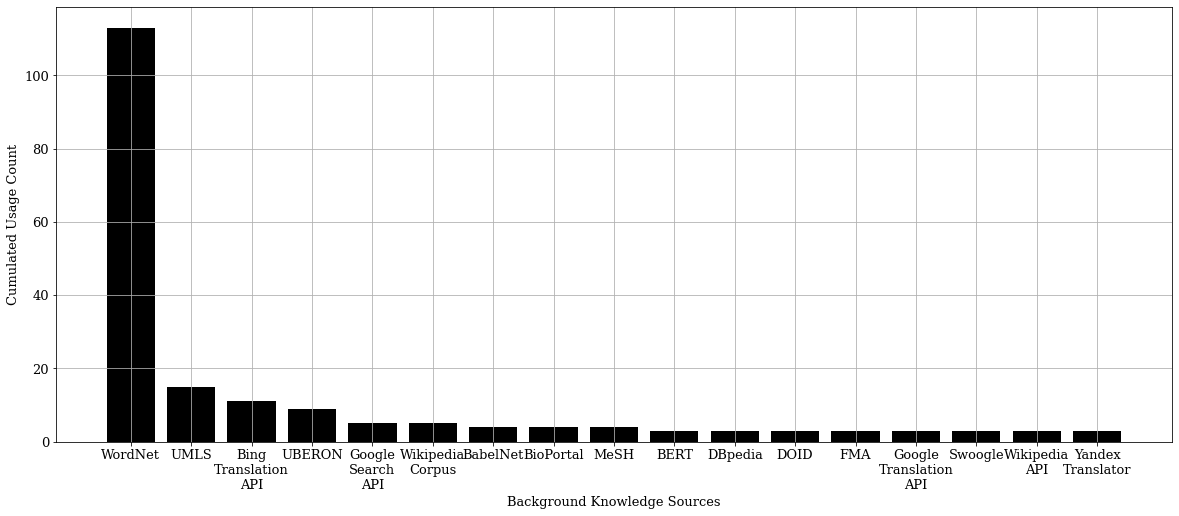 Cumulated Usage Count
100
80
60
40
20
0
WordNet
UMLS
Bing
Translation
API
UBERON
Google
Search
API
Wikipedia
Corpus
BabelNet
BioPortal
MeSH
BERT
DBpedia
DOID
FMA
Google
Translation
API
Swoogle
Wikipedia
API
Yandex
Translator
Background Knowledge Sources